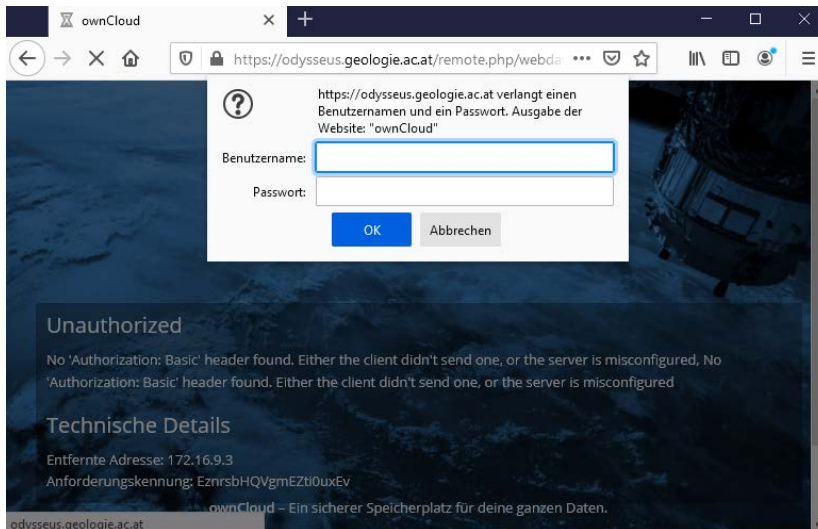 ownCloud
https://odysseus.geologie.ac.at/remote.php/webda
https://odysseus.geologie.ac.at verlangt einen
Benutzernamen und ein Passwort. Ausgabe der
Website: "ownCloud"
Benutzername:
Passwort:
OK
Abbrechen
Unauthorized
No 'Authorization: Basic' header found. Either the client didn't send one, or the server is misconfigured, No
'Authorization: Basic' header found. Either the client didn't send one, or the server is misconfigured
Technische Details
Entfernte Adresse: 172.16.9.3
Anforderungskennung: EznrsbHQVgmEZti0uxEv
ownCloud – Ein sicherer Speicherplatz für deine ganzen Daten.
odysseus.geologie.ac.at